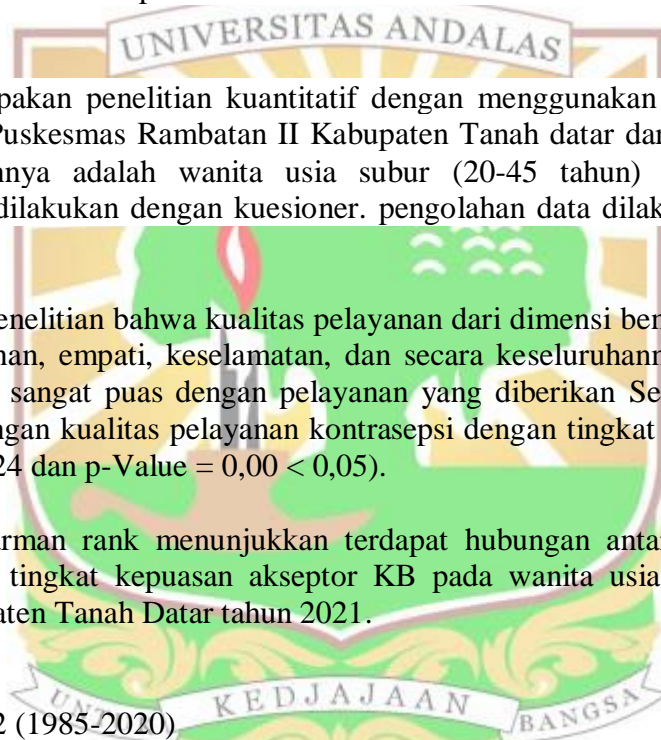 UNIVERSITAS ANDALAS
pakan penelitian kuantitatif dengan menggunakan
Puskesmas Rambatan II Kabupaten Tanah datar dar
nnya adalah wanita usia subur (20-45 tahun)
dilakukan dengan kuesioner. pengolahan data dilak
enelitian bahwa kualitas pelayanan dari dimensi ben
nan, empati, keselamatan, dan secara keseluruhann
sangat puas dengan pelayanan yang diberikan Se
ngan kualitas pelayanan kontrasepsi dengan tingkat
24 dan p-Value = 0,00 < 0,05).
rman rank menunjukkan terdapat hubungan anta
tingkat kepuasan akseptor KB pada wanita usia
aten Tanah Datar tahun 2021.
UNTUK KEDJAJAAN BANGSA
2 (1985-2020)